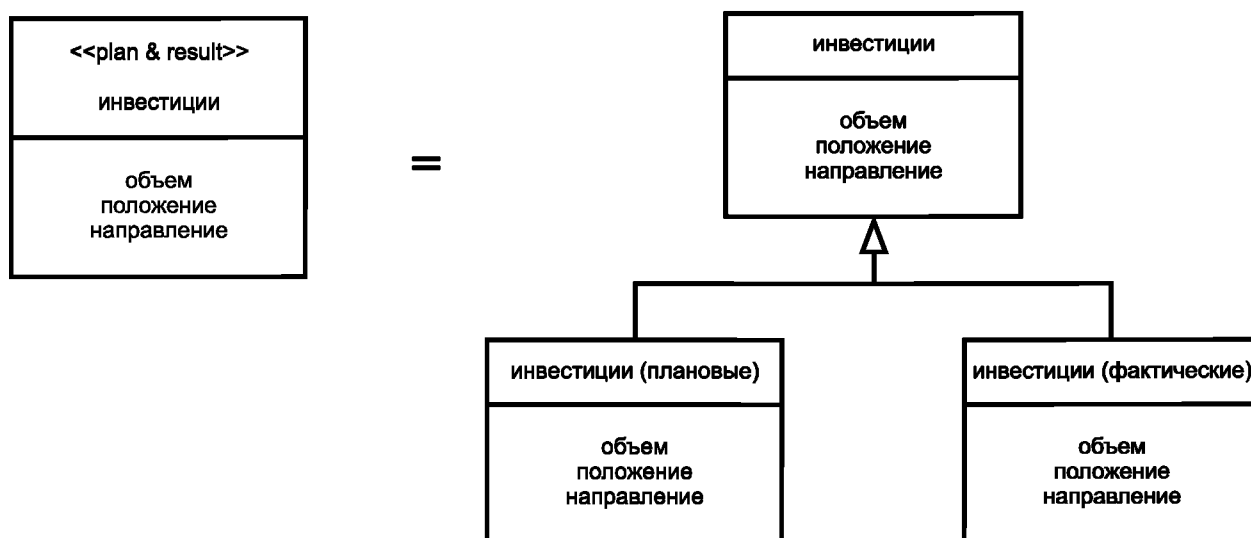 <<plan & result>>
инвестиции
объем
положение
направление
=
инвестиции
объем
положение
направление
инвестиции (плановые)
объем
положение
направление
инвестиции (фактические)
объем
положение
направление